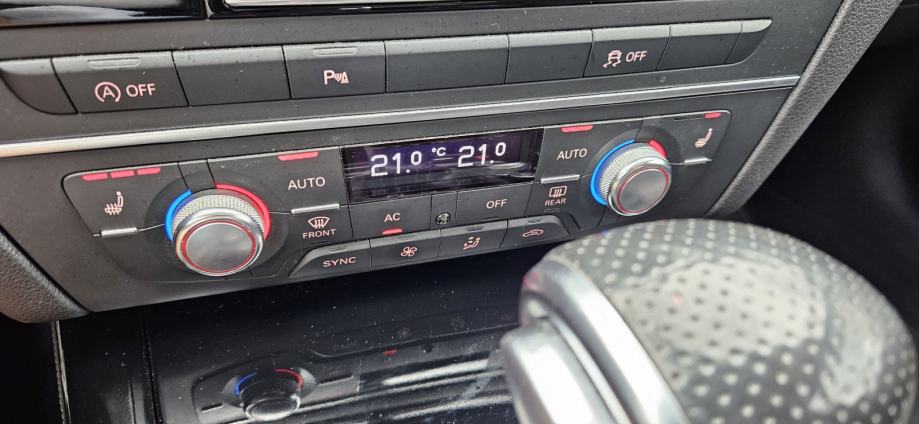 A OFF
P
OFF
21.0 °C 21.0
AUTO
AUTO
FRONT
AC
OFF
REAR
SYNC